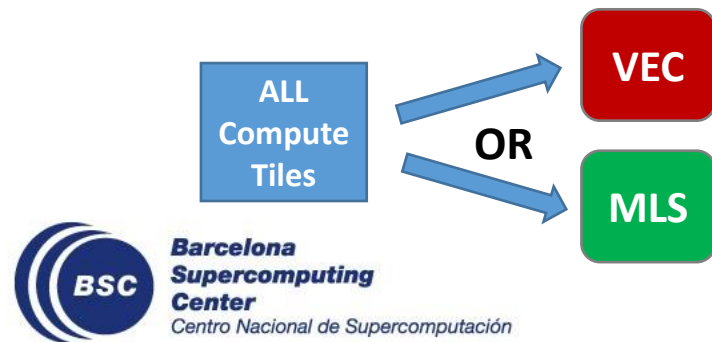 ALL
Compute
Tiles
VEC
OR
MLS
BSC
Barcelona
Supercomputing
Center
Centro Nacional de Supercomputación